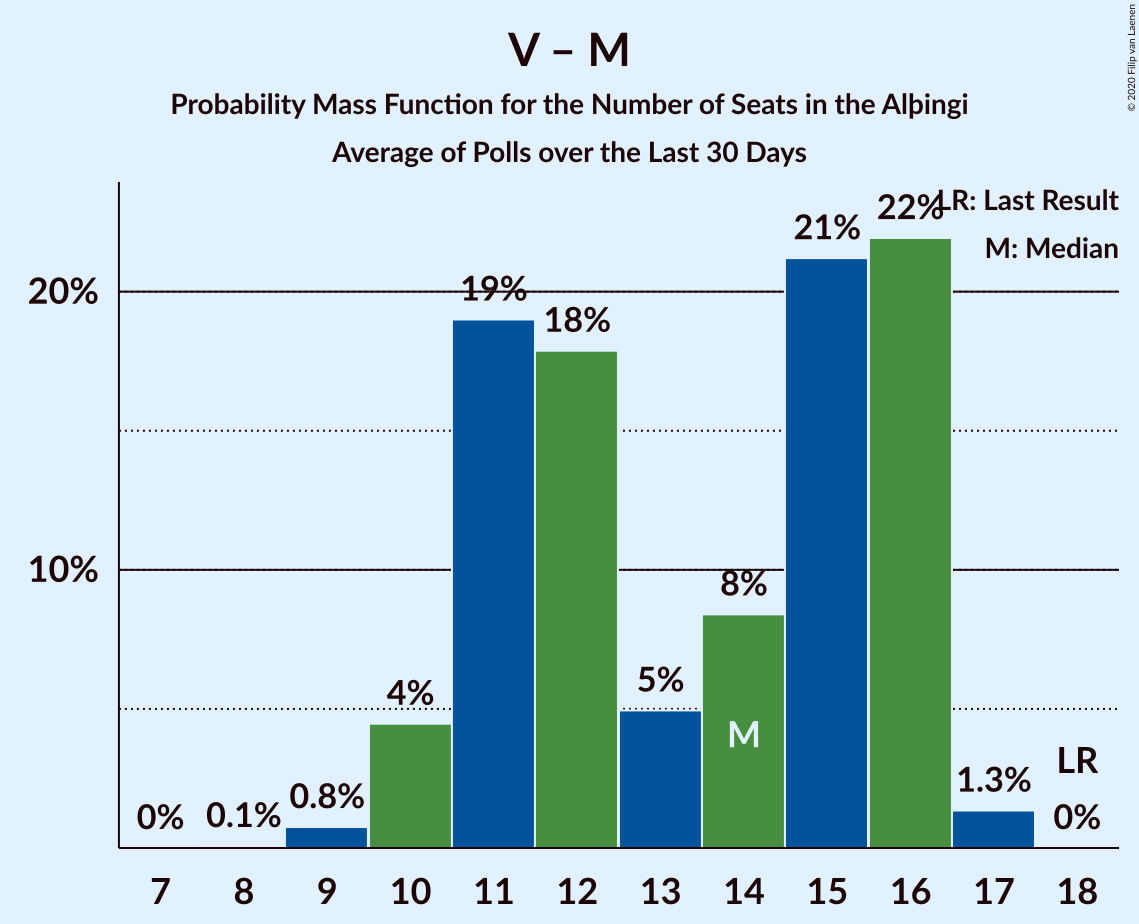 V – M
Probability Mass Function for the Number of Seats in the Alþingi
Average of Polls over the Last 30 Days
© 2020 Filip van Laenen
LR: Last Result
M: Median
20%
10%
0%
0.1%
0.8%
4%
19%
18%
5%
8%
21%
22%
1.3%
0%
M
LR
7 8 9 10 11 12 13 14 15 16 17 18